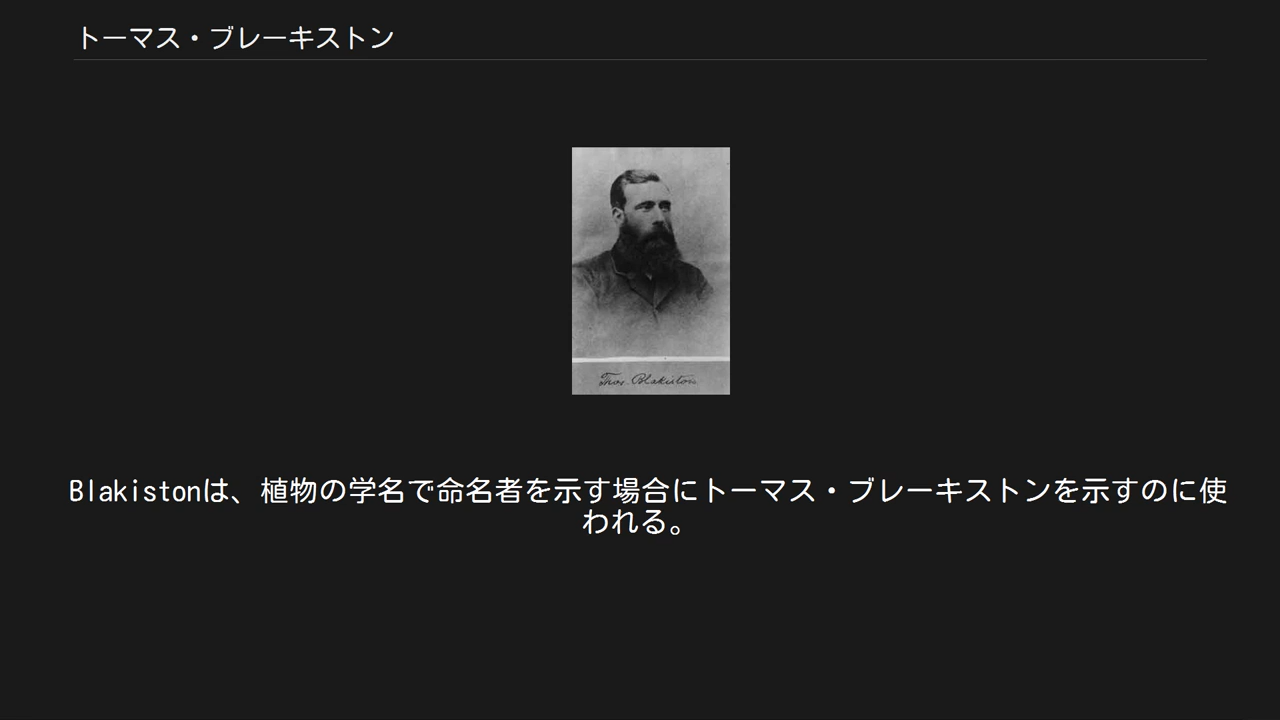 トーマス・ブレーキストン
Thos. Blakiston
Blakistonは、植物の学名で命名者を示す場合にトーマス・ブレーキストンを示すのに使
われる。